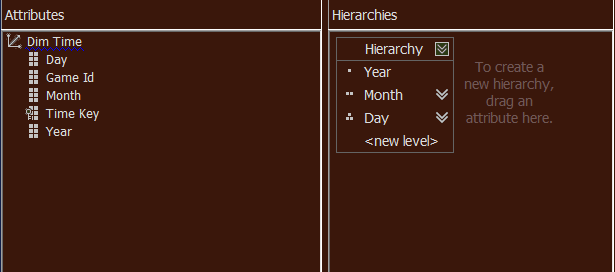 Attributes
Dim Time
Day
Game Id
Month
Time Key
Year
Hierarchies
Hierarchy
Year
Month
Day
<new level>
To create a
new hierarchy,
drag an
attribute here.